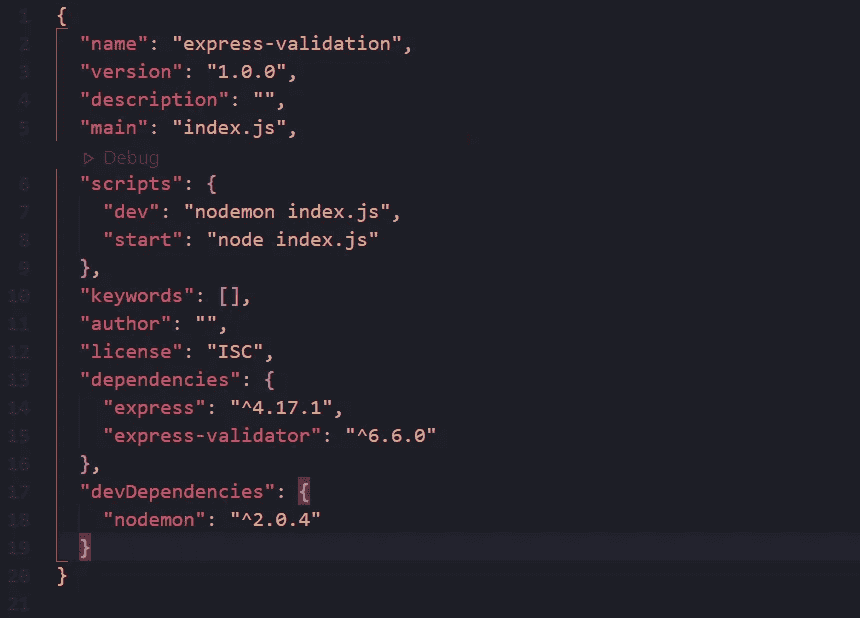 1 {
2   "name": "express-validation",
3   "version": "1.0.0",
4   "description": "",
5   "main": "index.js",
▷ Debug
6   "scripts": {
7     "dev": "nodemon index.js",
8     "start": "node index.js"
9   },
10   "keywords": [],
11   "author": "",
12   "license": "ISC",
13   "dependencies": {
14     "express": "^4.17.1",
15     "express-validator": "^6.6.0"
16   },
17   "devDependencies": {
18     "nodemon": "^2.0.4"
19   }
20 }
21